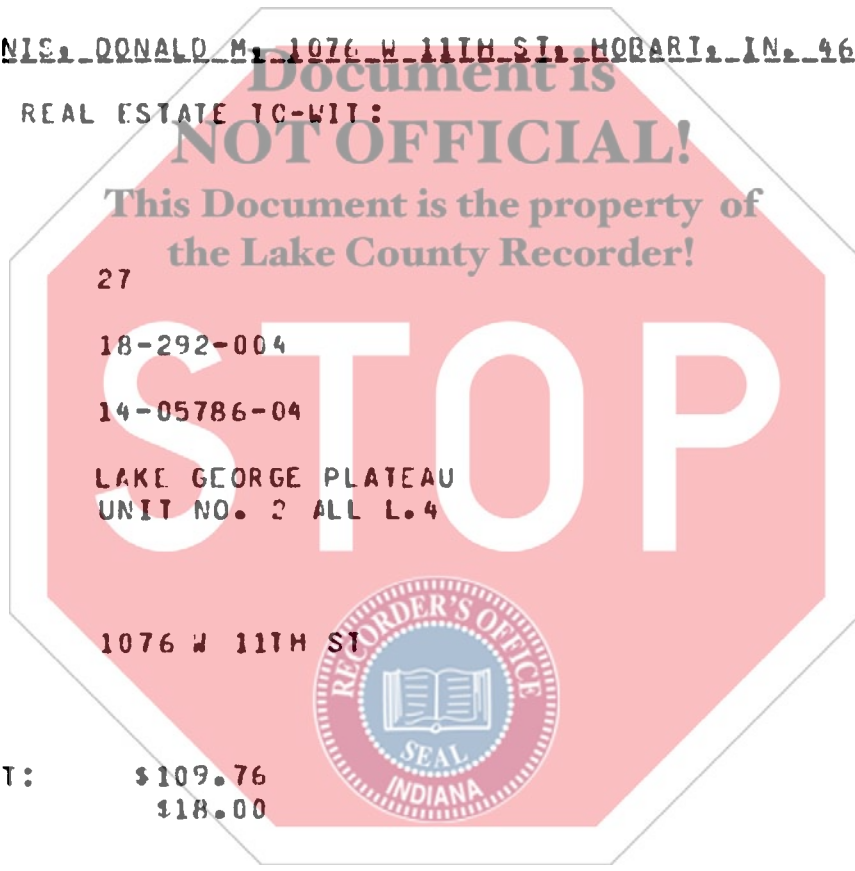 NIS, DONALD M, 1076 W 11TH ST, HOBART, IN. 46
Document is
REAL ESTATE TO-WIT:
NOT OFFICIAL!
This Document is the property of
the Lake County Recorder!
27
18-292-004
STOP
14-05786-04
LAKE GEORGE PLATEAU
UNIT NO. 2 ALL L.4
RECORDER'S OFFICE
1076 W 11TH ST
SEAL
INDIANA
T: $109.76
$18.00